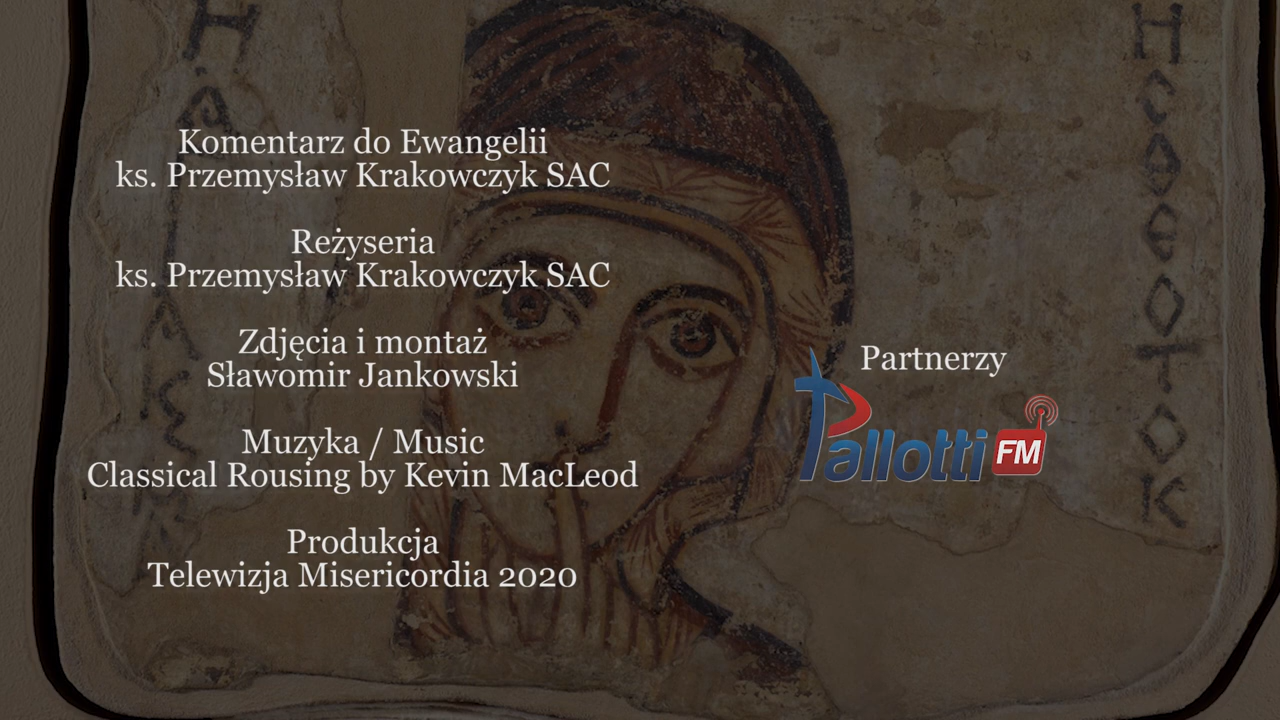 Komentarz do Ewangelii
ks. Przemysław Krakowczyk SAC
Reżyseria
ks. Przemysław Krakowczyk SAC
Zdjęcia i montaż
Sławomir Jankowski
Muzyka / Music
Classical Rousing by Kevin MacLeod
Produkcja
Telewizja Misericordia 2020
Partnerzy
Pallotti FM